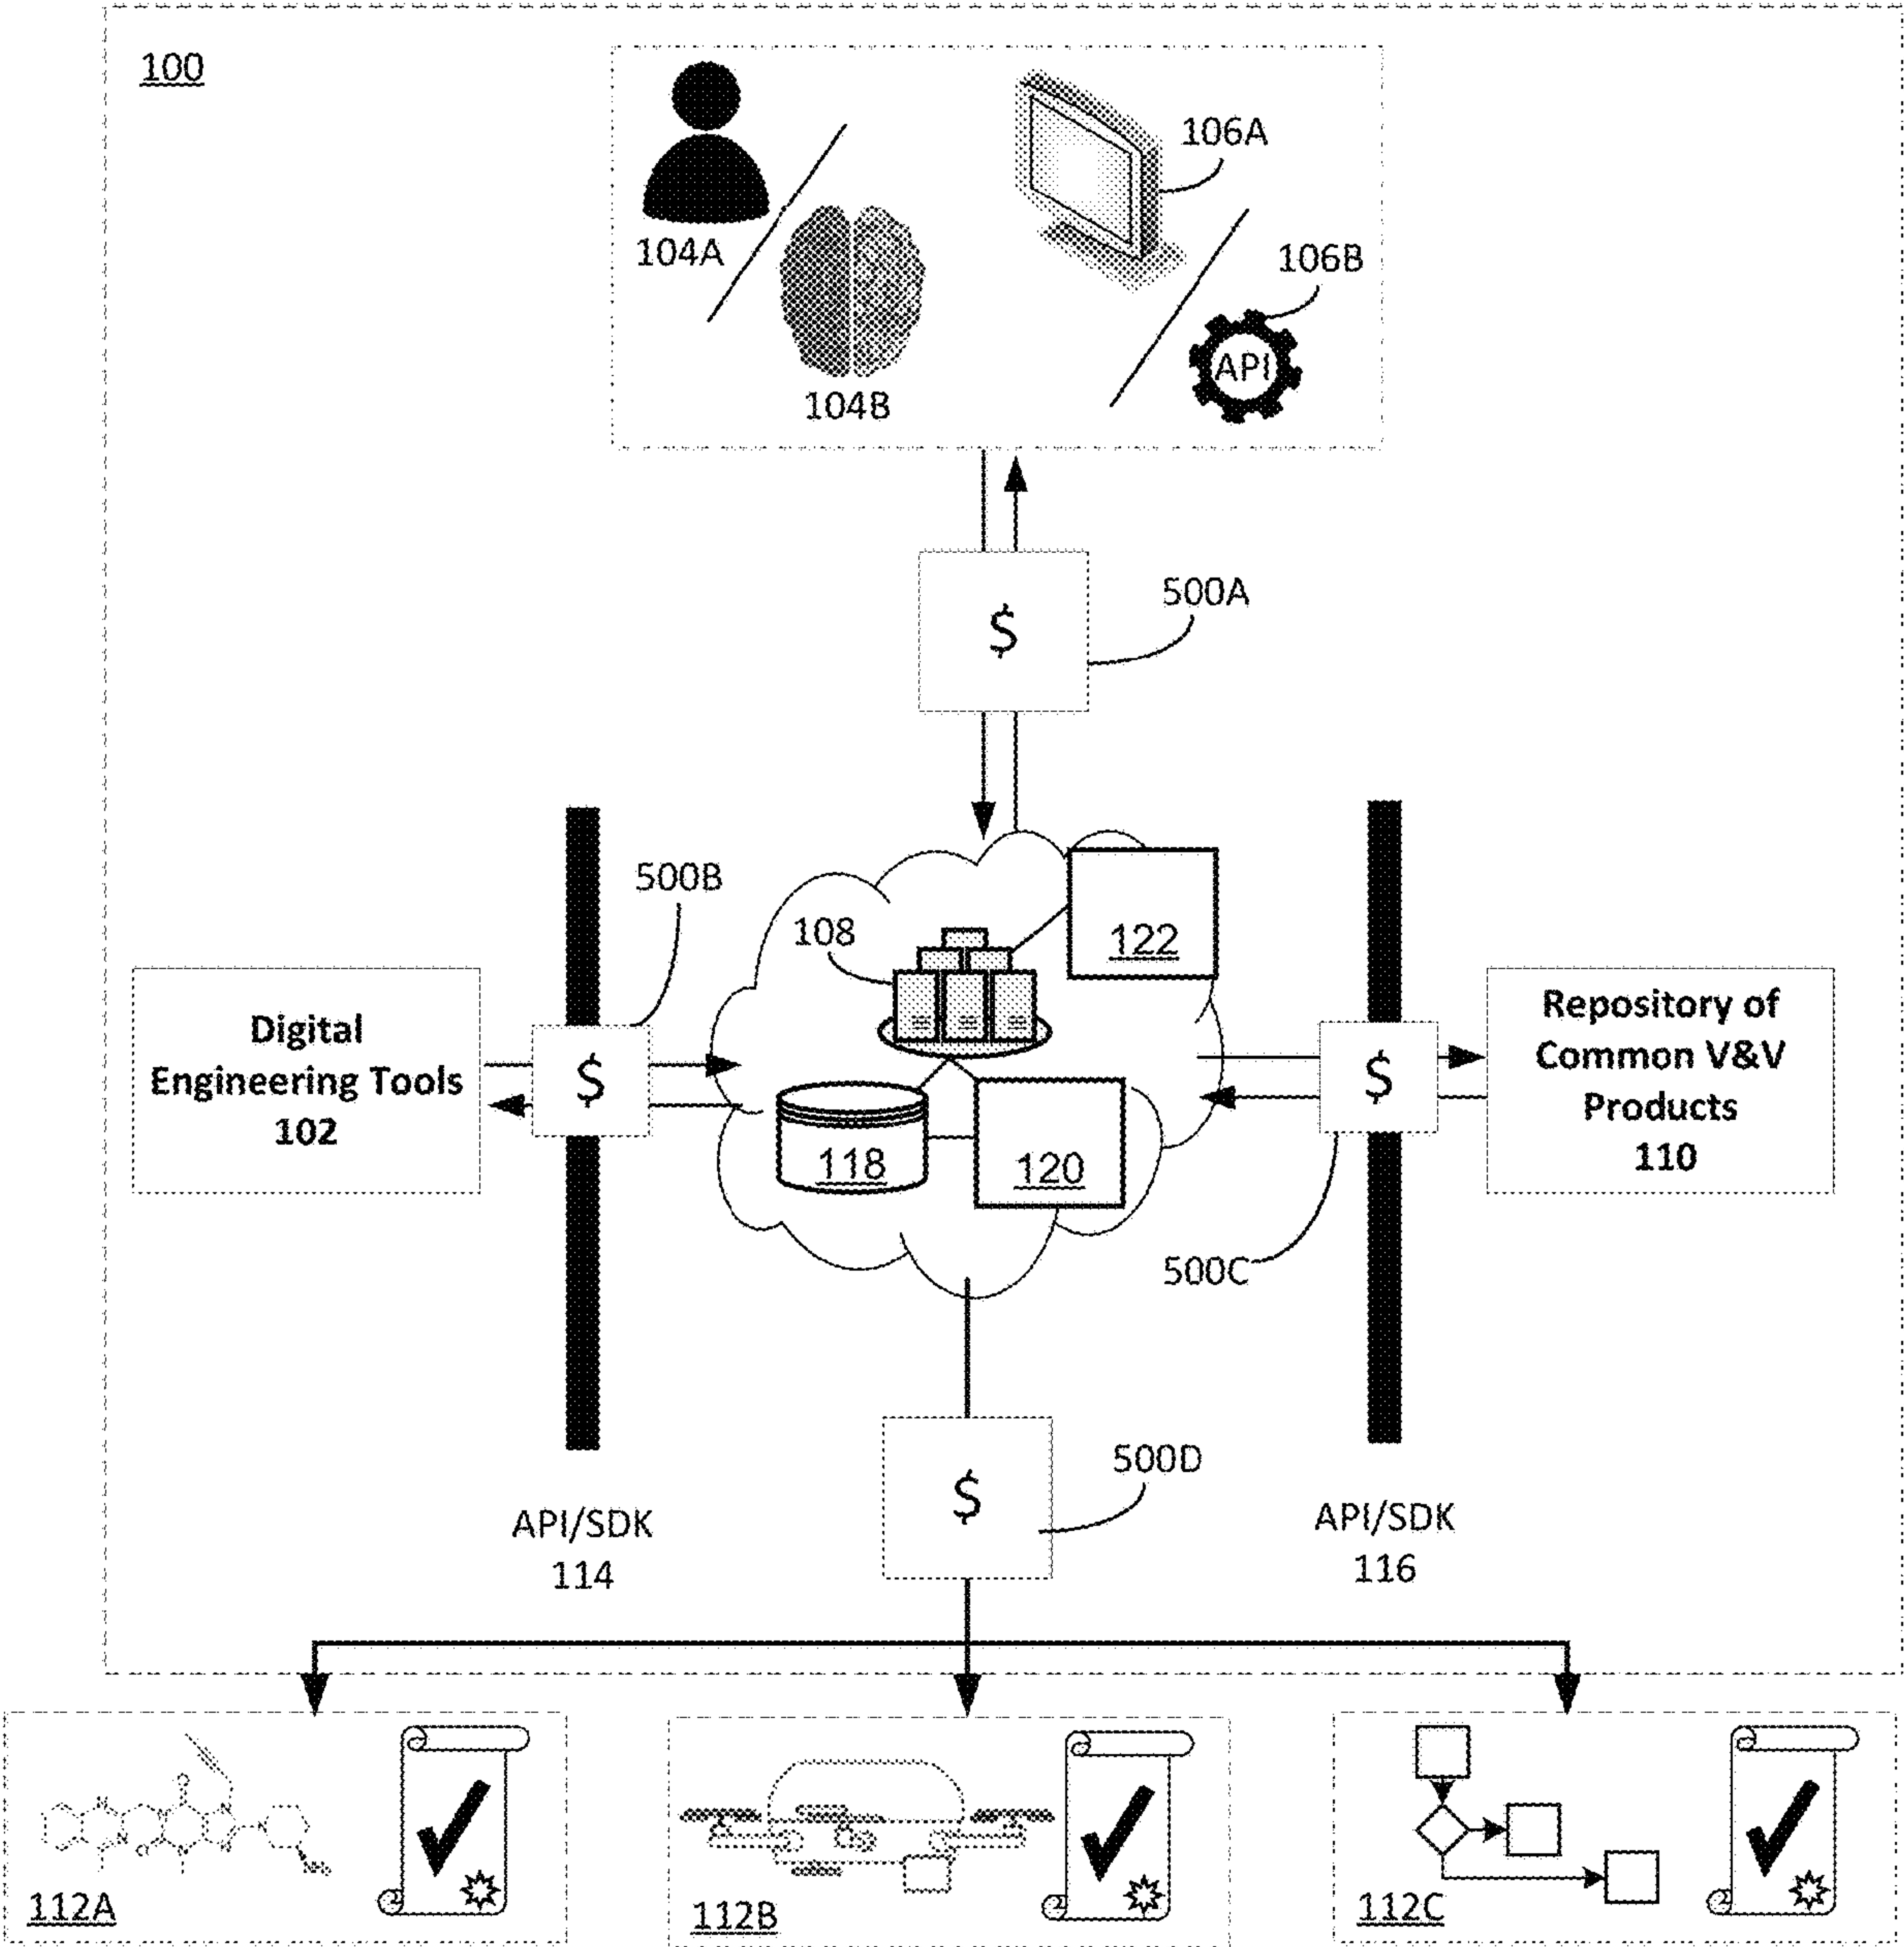 100
104A
104B
106A
106B
API
$
500A
500B
108
122
Digital
Engineering Tools
102
$
118
120
$
Repository of
Common V&V
Products
110
500C
$
500D
API/SDK
114
API/SDK
116
112A
112B
112C